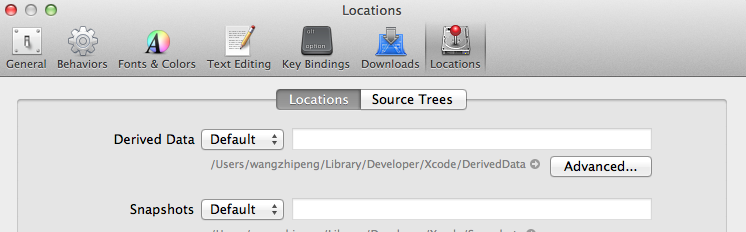 Locations
alt
option
General Behaviors Fonts & Colors Text Editing Key Bindings Downloads Locations
Locations Source Trees
Derived Data Default
/Users/wangzhipeng/Library/Developer/Xcode/DerivedData Advanced...
Snapshots Default